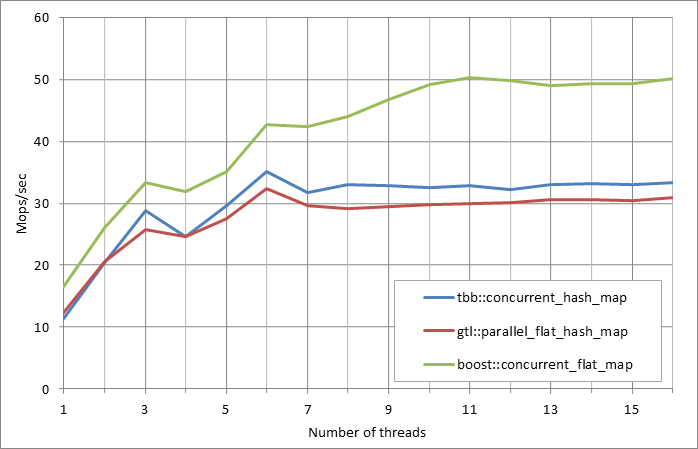 60
50
40
30
20
10
0
Mops/sec
tbb::concurrent_hash_map
gtl::parallel_flat_hash_map
boost::concurrent_flat_map
1 3 5 7 9 11 13 15
Number of threads